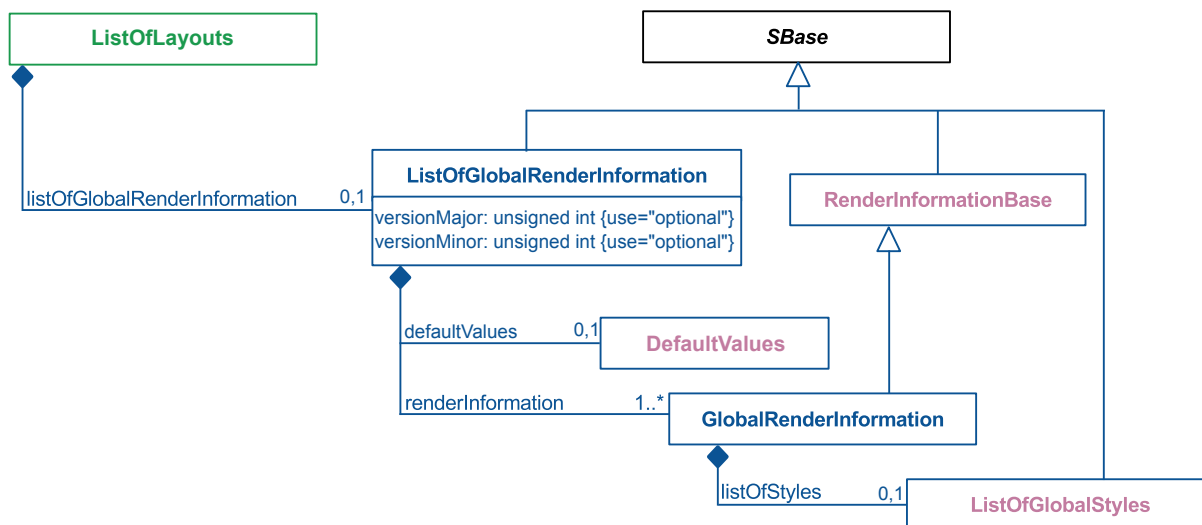 ListOfLayouts
SBase
ListOfGlobalRenderInformation
listOfGlobalRenderInformation
0,1
versionMajor: unsigned int {use="optional"}
versionMinor: unsigned int {use="optional"}
RenderInformationBase
defaultValues
0,1
DefaultValues
renderInformation
1..*
GlobalRenderInformation
listOfStyles
0,1
ListOfGlobalStyles